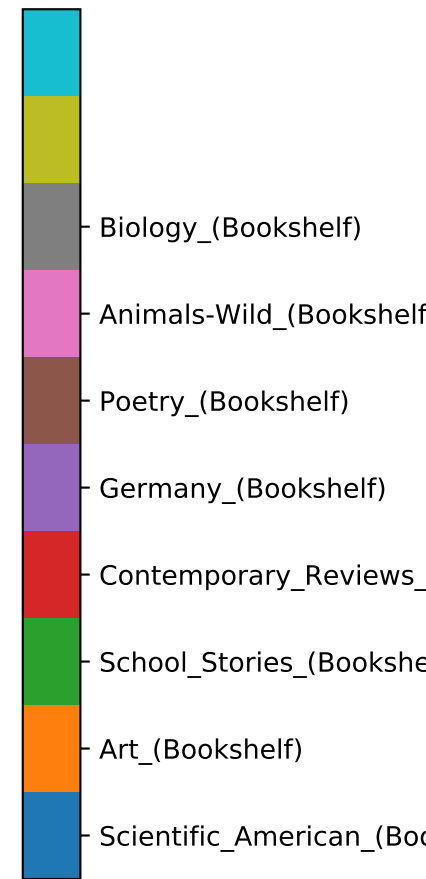 Biology_(Bookshelf)
Animals-Wild_(Bookshelf
Poetry_(Bookshelf)
Germany_(Bookshelf)
Contemporary_Reviews_
School_Stories_(Bookshe
Art_(Bookshelf)
Scientific_American_(Boo